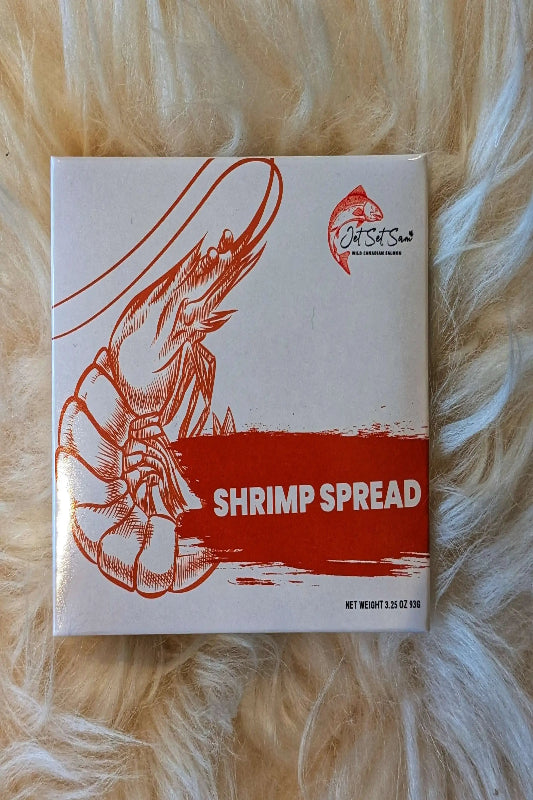 Jet Set Sam
WILD CANADIAN SALMON
SHRIMP SPREAD
NET WEIGHT 3.25 OZ 93G